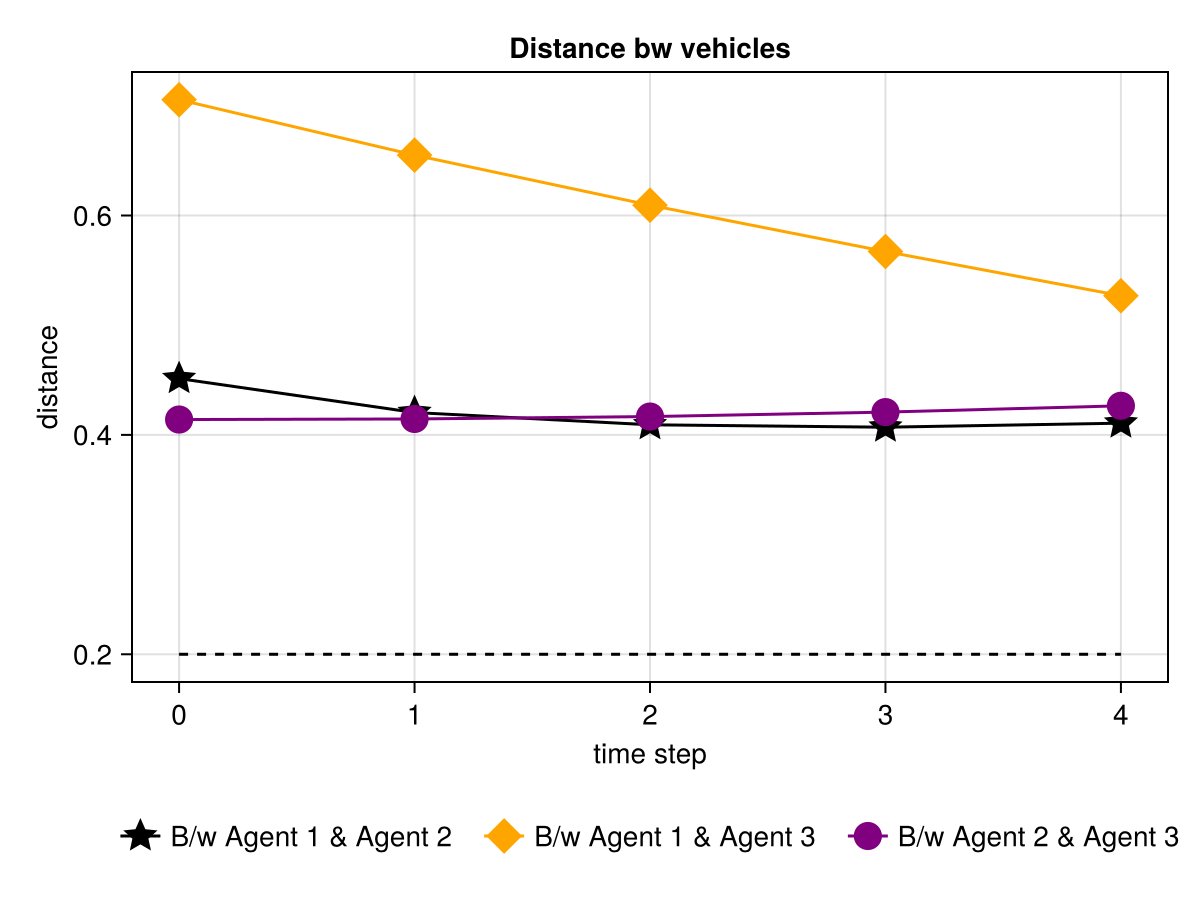 Distance bw vehicles
distance
0.6
0.4
0.2
0 1 2 3 4
time step
B/w Agent 1 & Agent 2 B/w Agent 1 & Agent 3 B/w Agent 2 & Agent 3